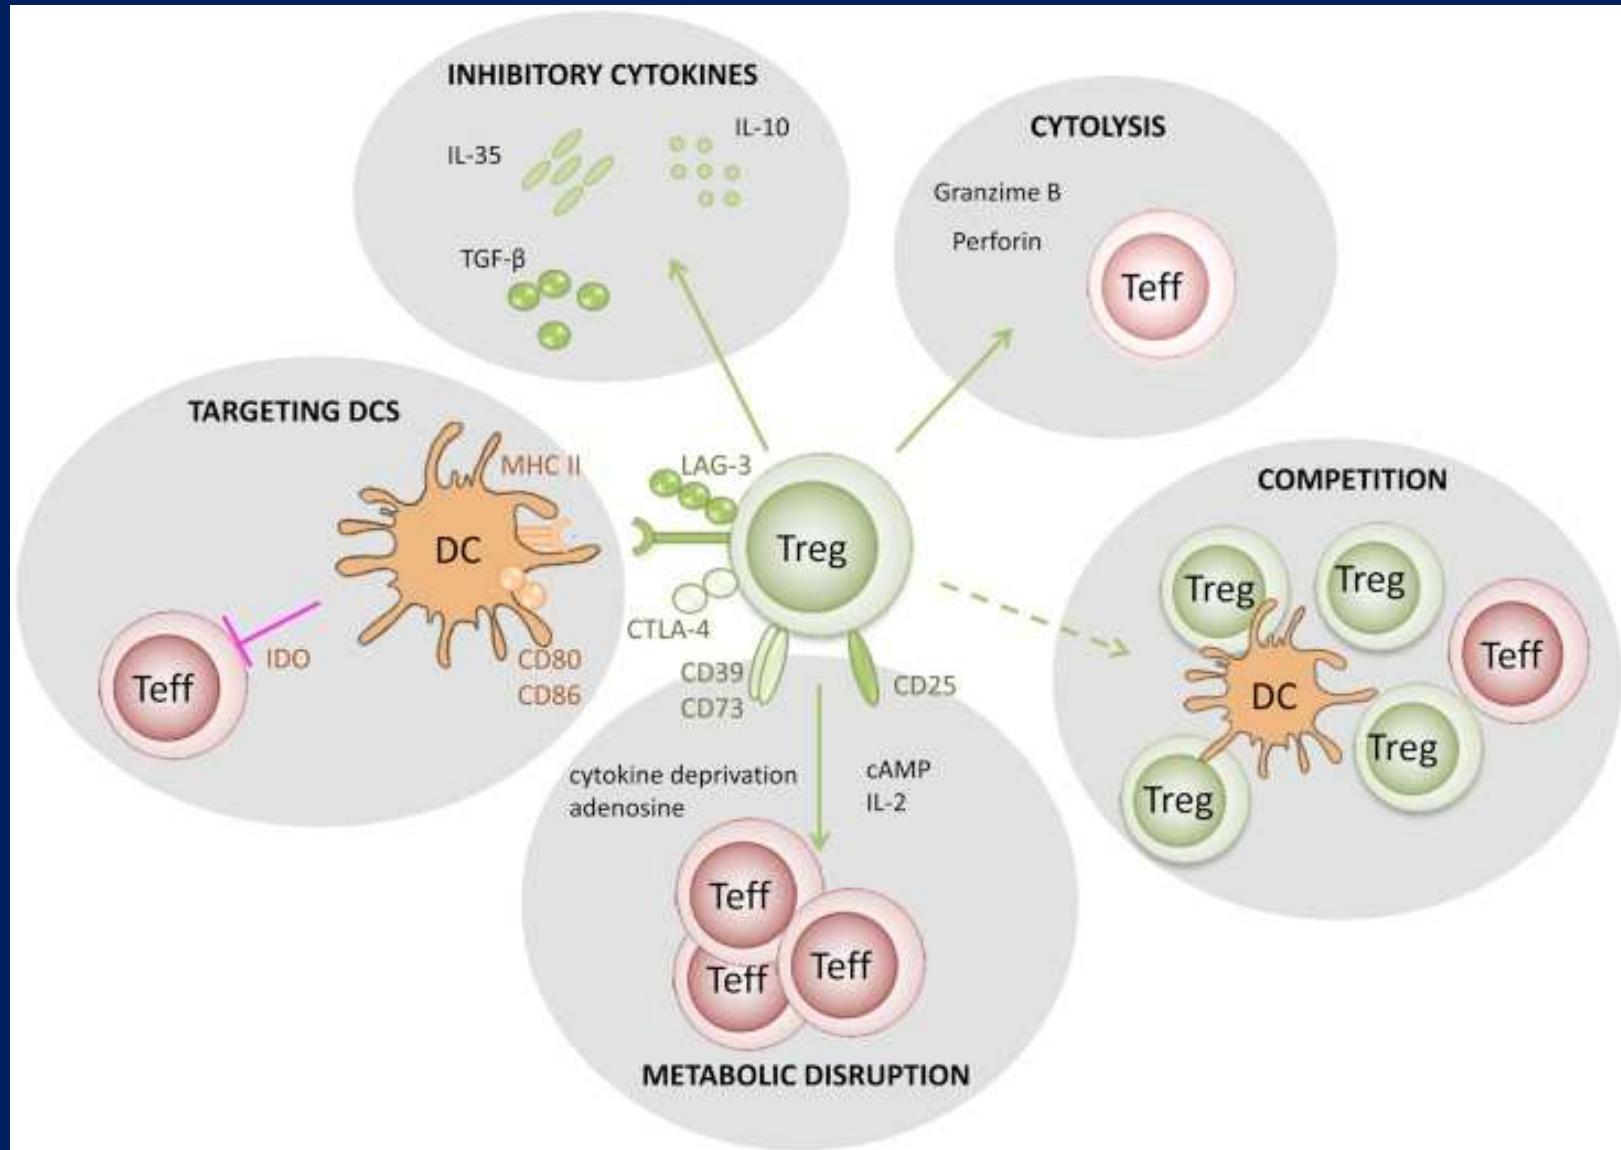 INHIBITORY CYTOKINES
IL-35
IL-10
TGF-β
CYTOLYSIS
Granzime B
Perforin
Teff
TARGETING DCS
MHC II
DC
IDO
Teff
CD80
CD86
LAG-3
Treg
CTLA-4
CD39
CD73
CD25
COMPETITION
Treg
Treg
Teff
DC
Treg
Treg
cytokine deprivation
adenosine
cAMP
IL-2
Teff
Teff
Teff
METABOLIC DISRUPTION